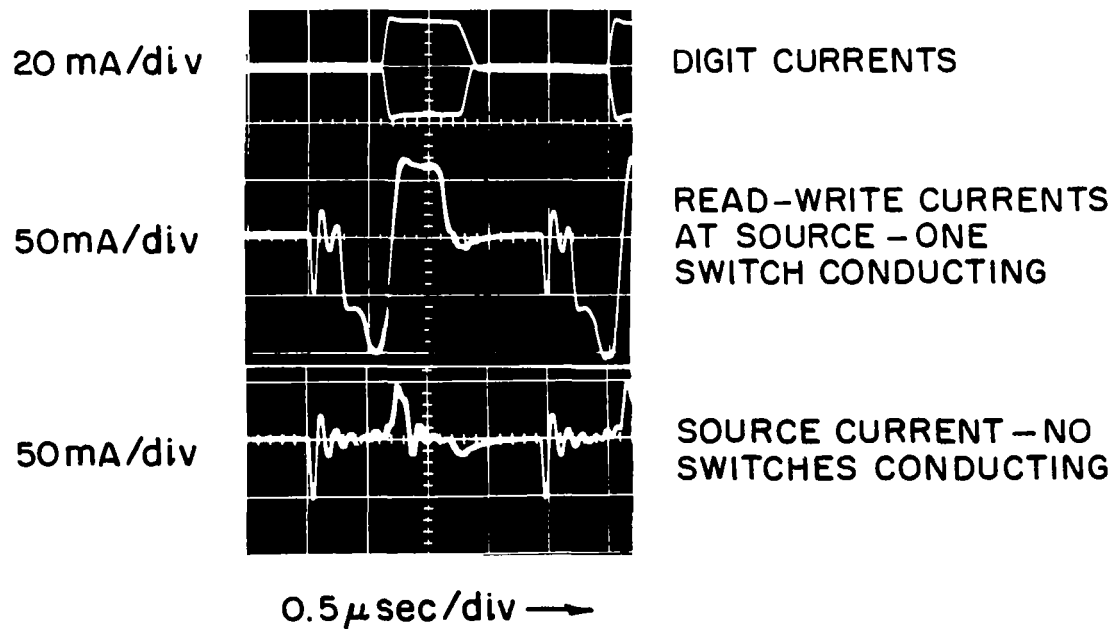 20 mA/div
DIGIT CURRENTS
50mA/div
READ-WRITE CURRENTS
AT SOURCE-ONE
SWITCH CONDUCTING
50mA/div
SOURCE CURRENT-NO
SWITCHES CONDUCTING
0.5μsec/div →